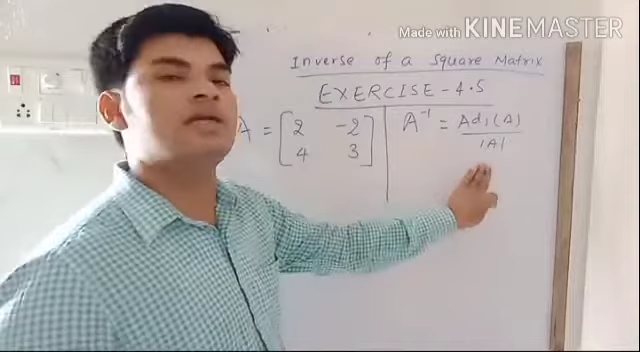 Made with KINEMASTER
Inverse of a Square Matrix
EXERCISE - 4.5
A = [2 -2
4 3]
A⁻¹ = Adj(A)
|A|